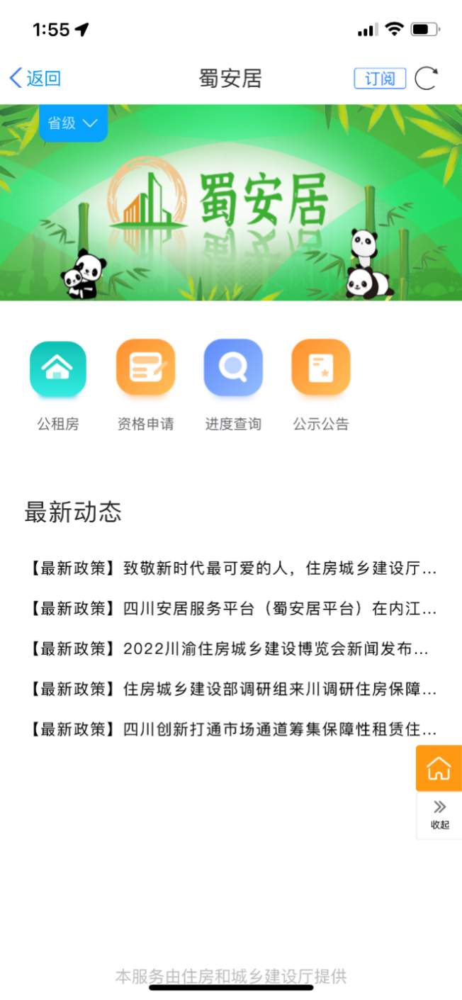 1:55
返回
蜀安居
订阅
省级
蜀安居
公租房
资格申请
进度查询
公示公告
最新动态
【最新政策】致敬新时代最可爱的人，住房城乡建设厅...
【最新政策】四川安居服务平台（蜀安居平台）在内江...
【最新政策】2022川渝住房城乡建设博览会新闻发布...
【最新政策】住房城乡建设部调研组来川调研住房保障...
【最新政策】四川创新打通市场通道筹集保障性租赁住...
收起
本服务由住房和城乡建设厅提供